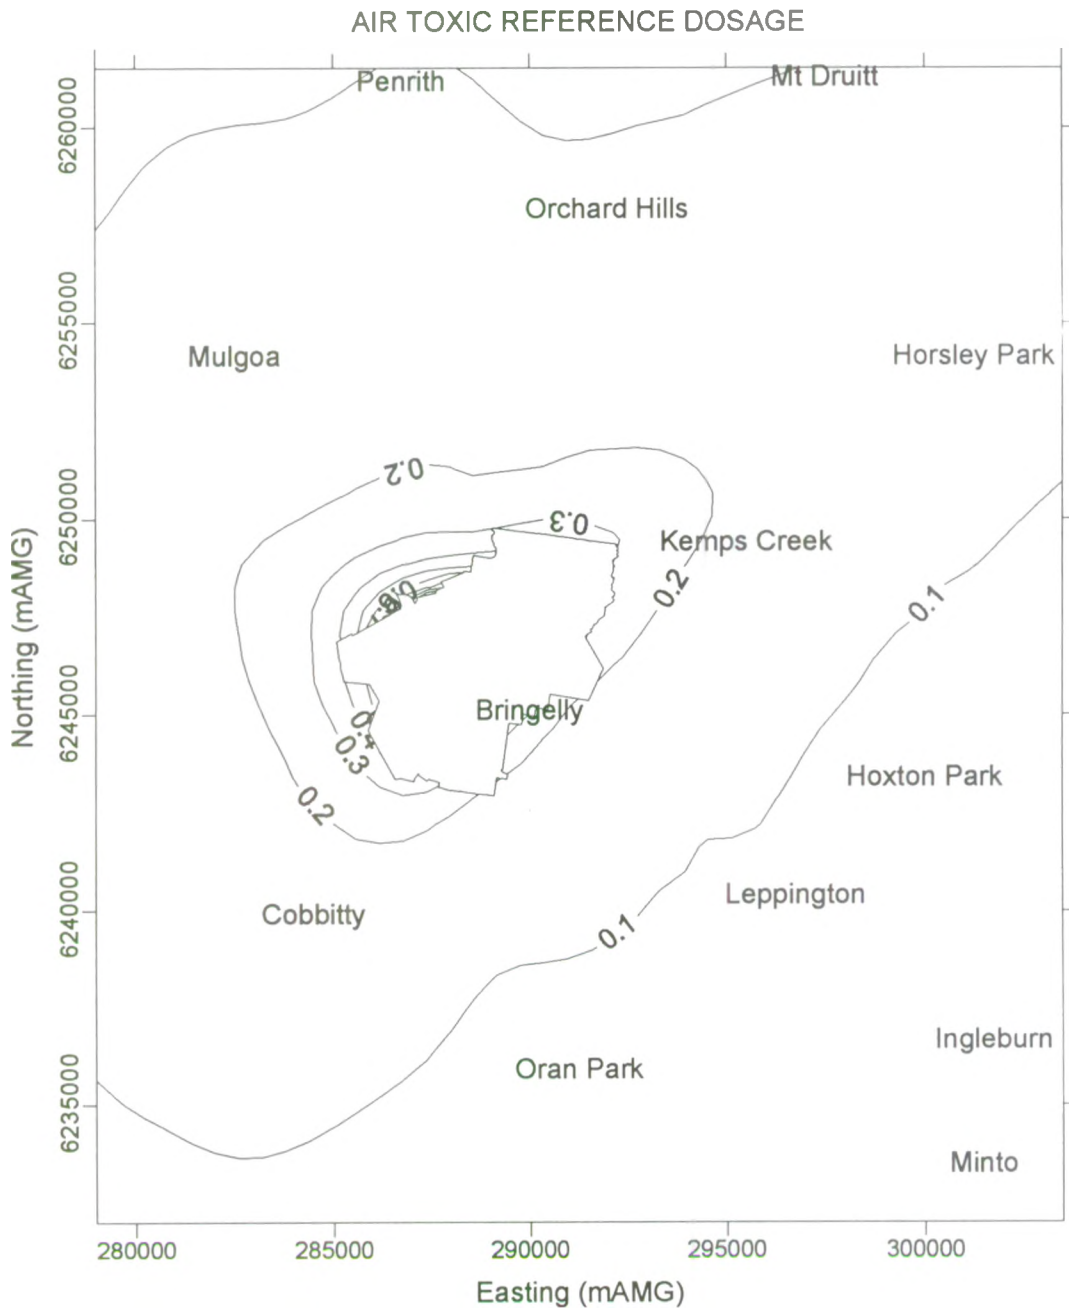 AIR TOXIC REFERENCE DOSAGE
Penrith
Mt Druitt
6260000
Orchard Hills
6255000
Mulgoa
Horsley Park
0.2
6250000
0.3
Kemps Creek
0.2
0.1
Northing (mAMG)
6245000
Bringelly
0.4
0.3
Hoxton Park
0.2
Leppington
6240000
Cobbitty
0.1
Ingleburn
Oran Park
6235000
Minto
280000 285000 290000 295000 300000
Easting (mAMG)